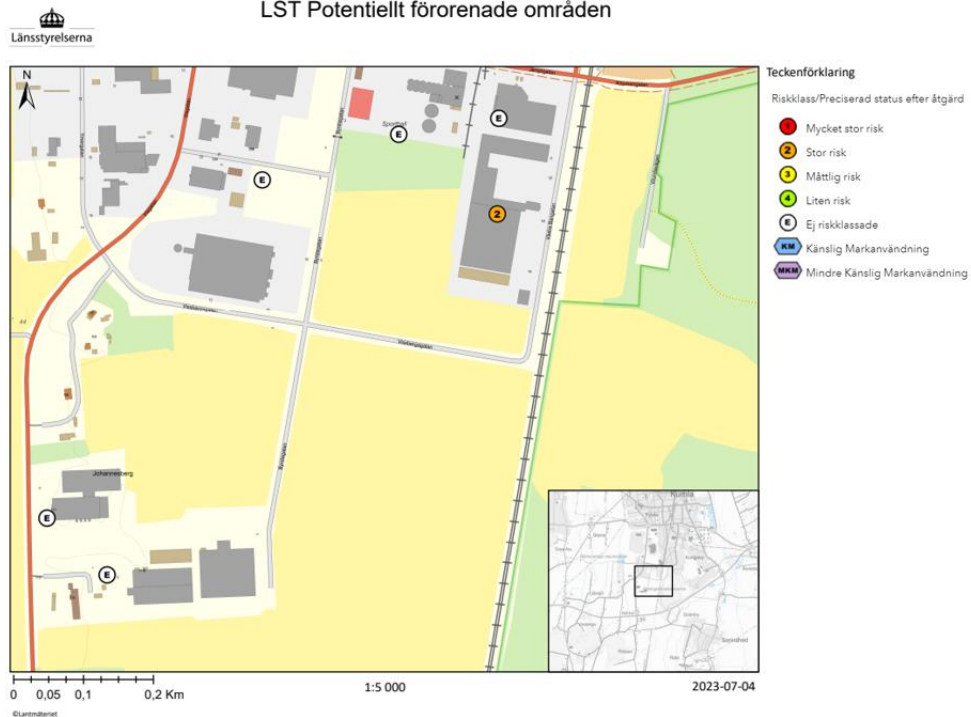 LST Potentiellt förorenade områden
Länsstyrelserna
N
Teckenförklaring
Riskklass/Preciserad status efter åtgärd
1 Mycket stor risk
2 Stor risk
3 Måttlig risk
4 Liten risk
E Ej riskklassade
KM Känslig Markanvändning
MKM Mindre Känslig Markanvändning
E
E
E
2
Johannesberg
E
E
Kumla
0 0,05 0,1 0,2 Km
1:5 000
2023-07-04
©Lantmäteriet